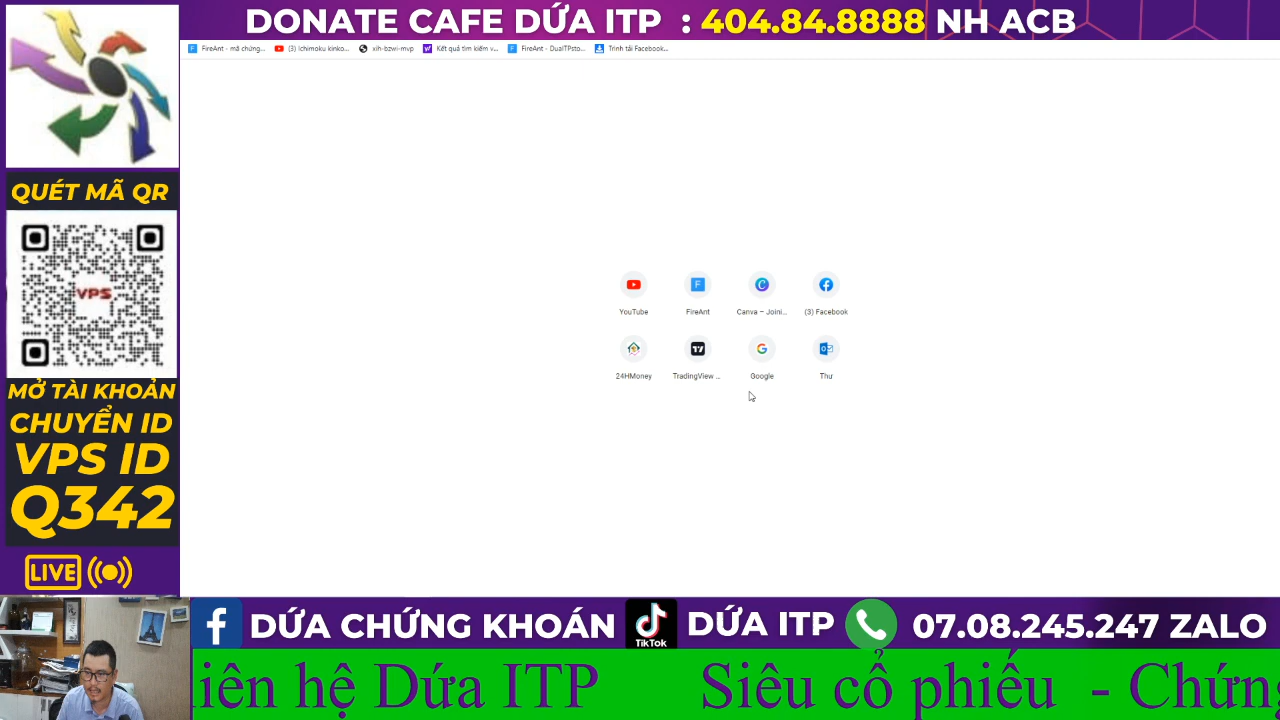 DONATE CAFE DỨA ITP : 404.84.8888 NH ACB
FireAnt - mã chứng...
(3) Ichimoku kinko...
xih-bzwi-mvp
Kết quả tìm kiếm v...
FireAnt - DualTPsto...
Trình tải Facebook...
QUÉT MÃ QR
VPS
MỞ TÀI KHOẢN
CHUYỂN ID
VPS ID
Q342
LIVE
YouTube
FireAnt
Canva – Joini...
(3) Facebook
24HMoney
TradingView ...
Google
Thư
DỨA CHỨNG KHOÁN
TikTok
DỨA ITP
07.08.245.247 ZALO
iên hệ Dứa ITP Siêu cổ phiếu - Chứng